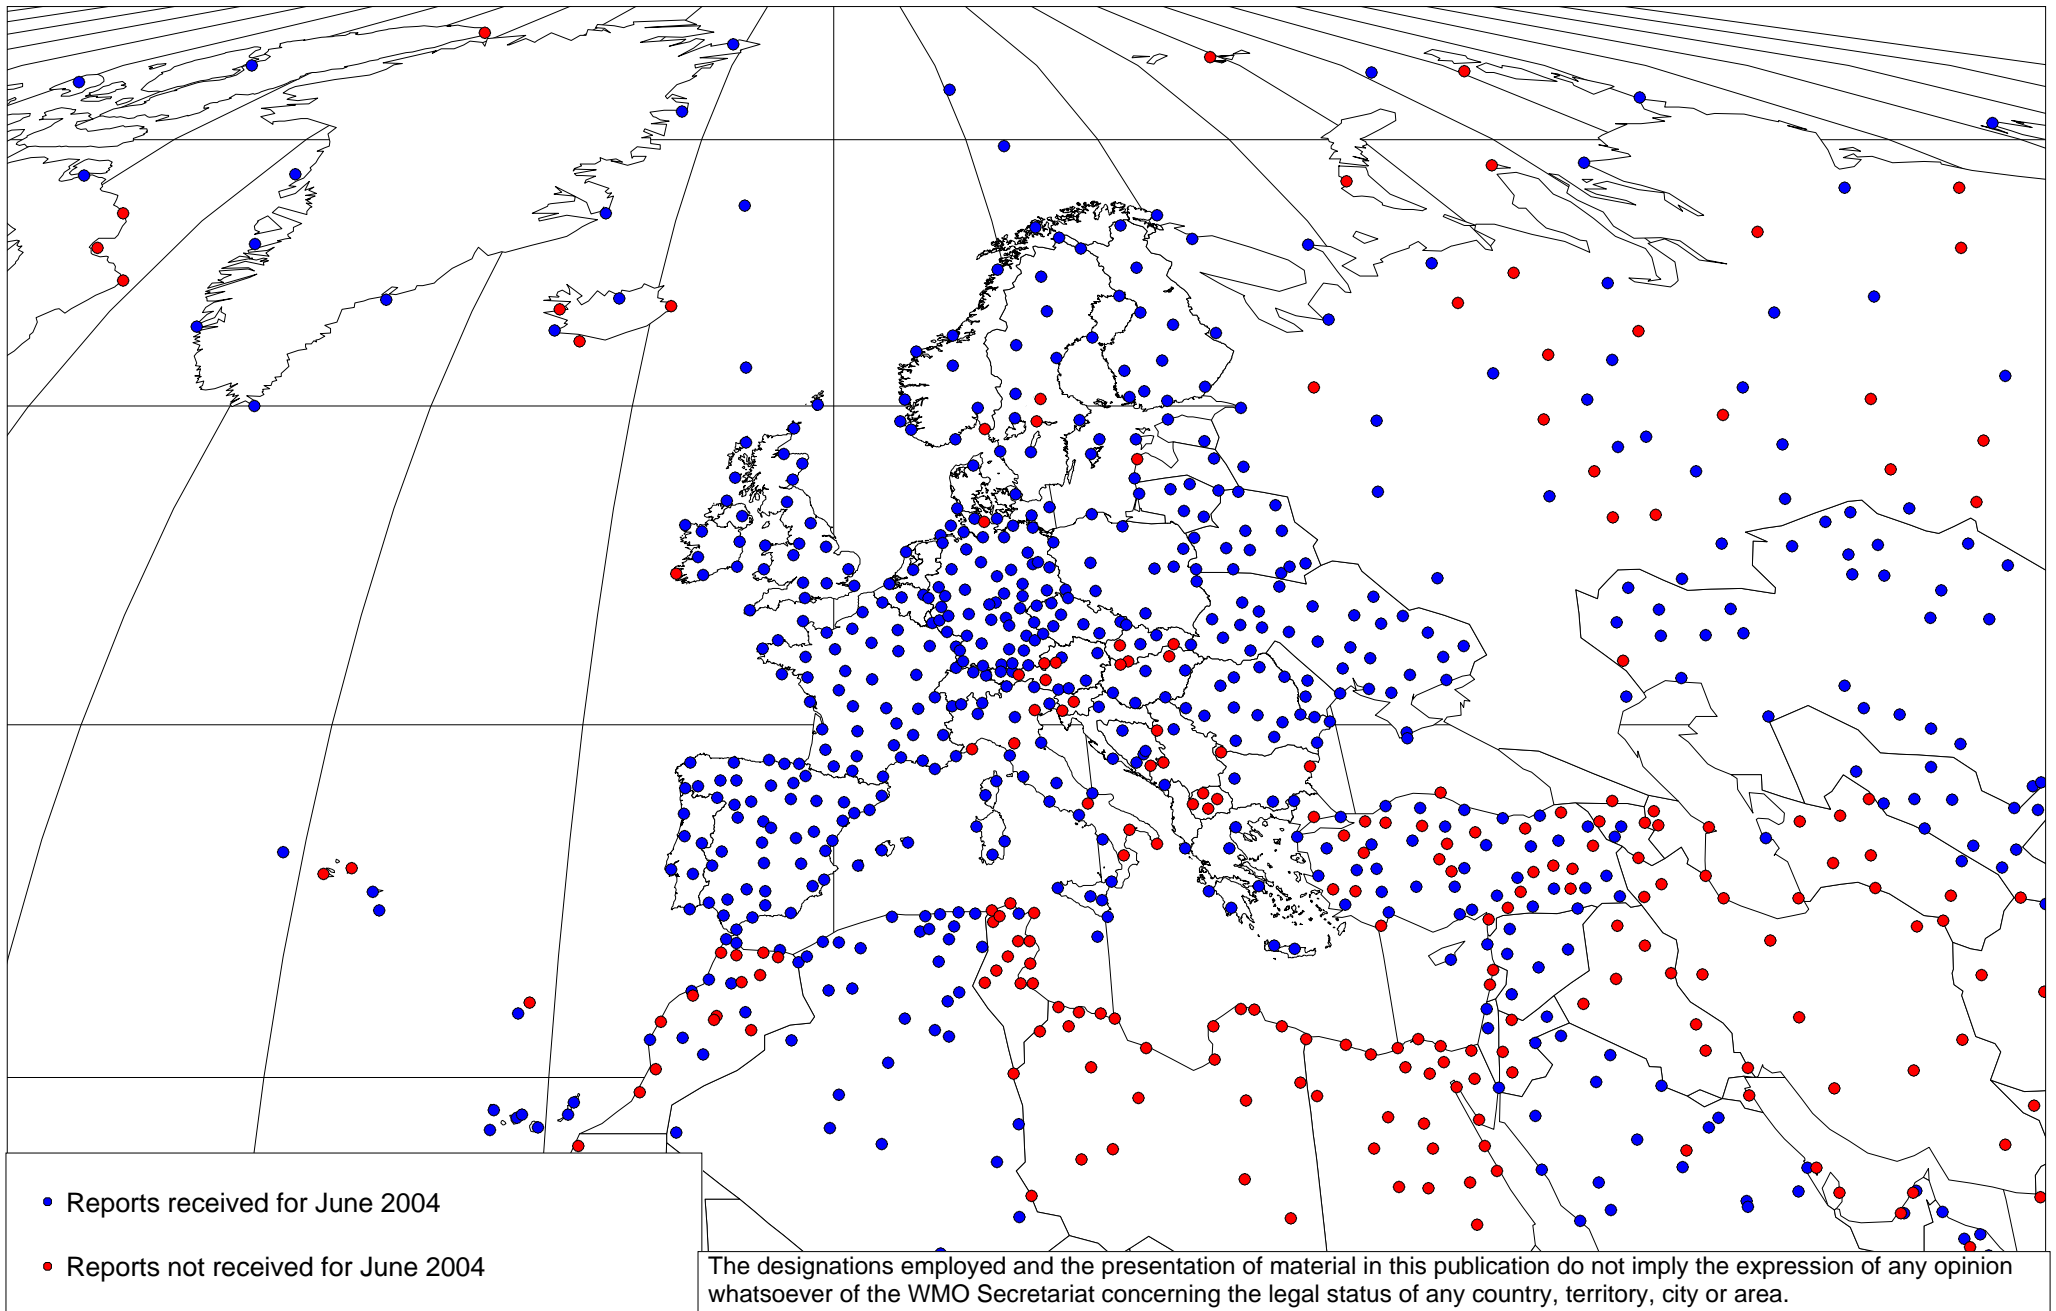 Reports received for June 2004
Reports not received for June 2004
The designations employed and the presentation of material in this publication do not imply the expression of any opinion
whatsoever of the WMO Secretariat concerning the legal status of any country, territory, city or area.